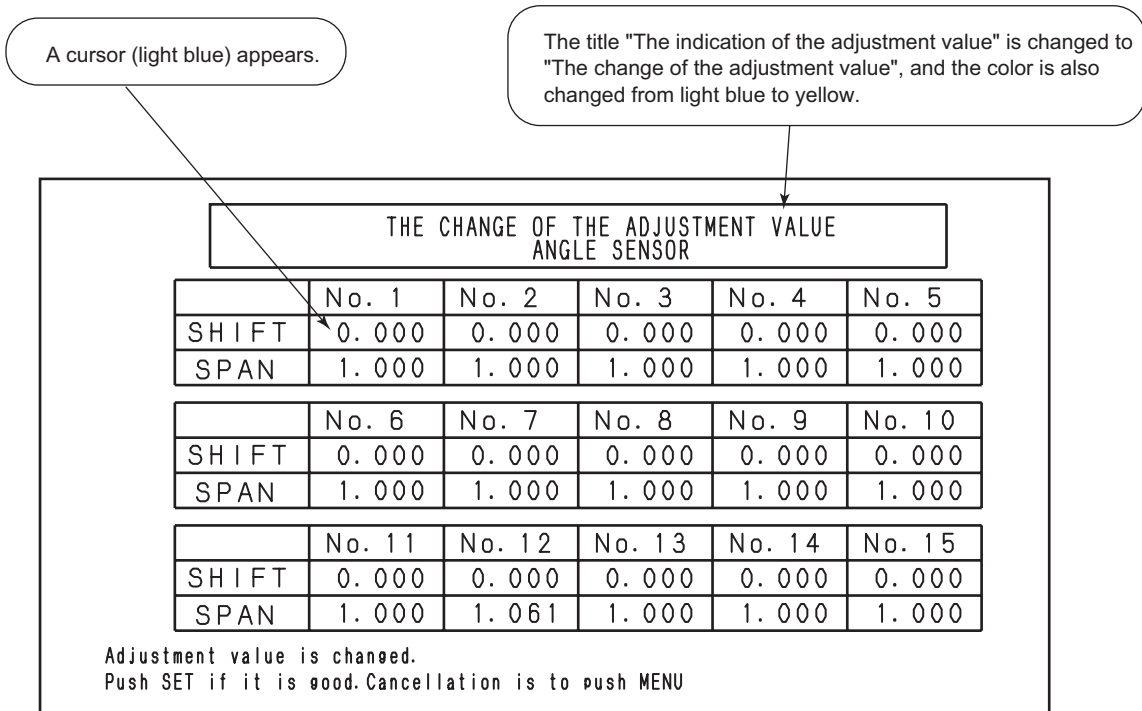 A cursor (light blue) appears.
The title "The indication of the adjustment value" is changed to
"The change of the adjustment value", and the color is also
changed from light blue to yellow.
THE CHANGE OF THE ADJUSTMENT VALUE
ANGLE SENSOR
No. 1 No. 2 No. 3 No. 4 No. 5
SHIFT 0.000 0.000 0.000 0.000 0.000
SPAN 1.000 1.000 1.000 1.000 1.000
No. 6 No. 7 No. 8 No. 9 No. 10
SHIFT 0.000 0.000 0.000 0.000 0.000
SPAN 1.000 1.000 1.000 1.000 1.000
No. 11 No. 12 No. 13 No. 14 No. 15
SHIFT 0.000 0.000 0.000 0.000 0.000
SPAN 1.000 1.061 1.000 1.000 1.000
Adjustment value is changed.
Push SET if it is good.Cancellation is to push MENU